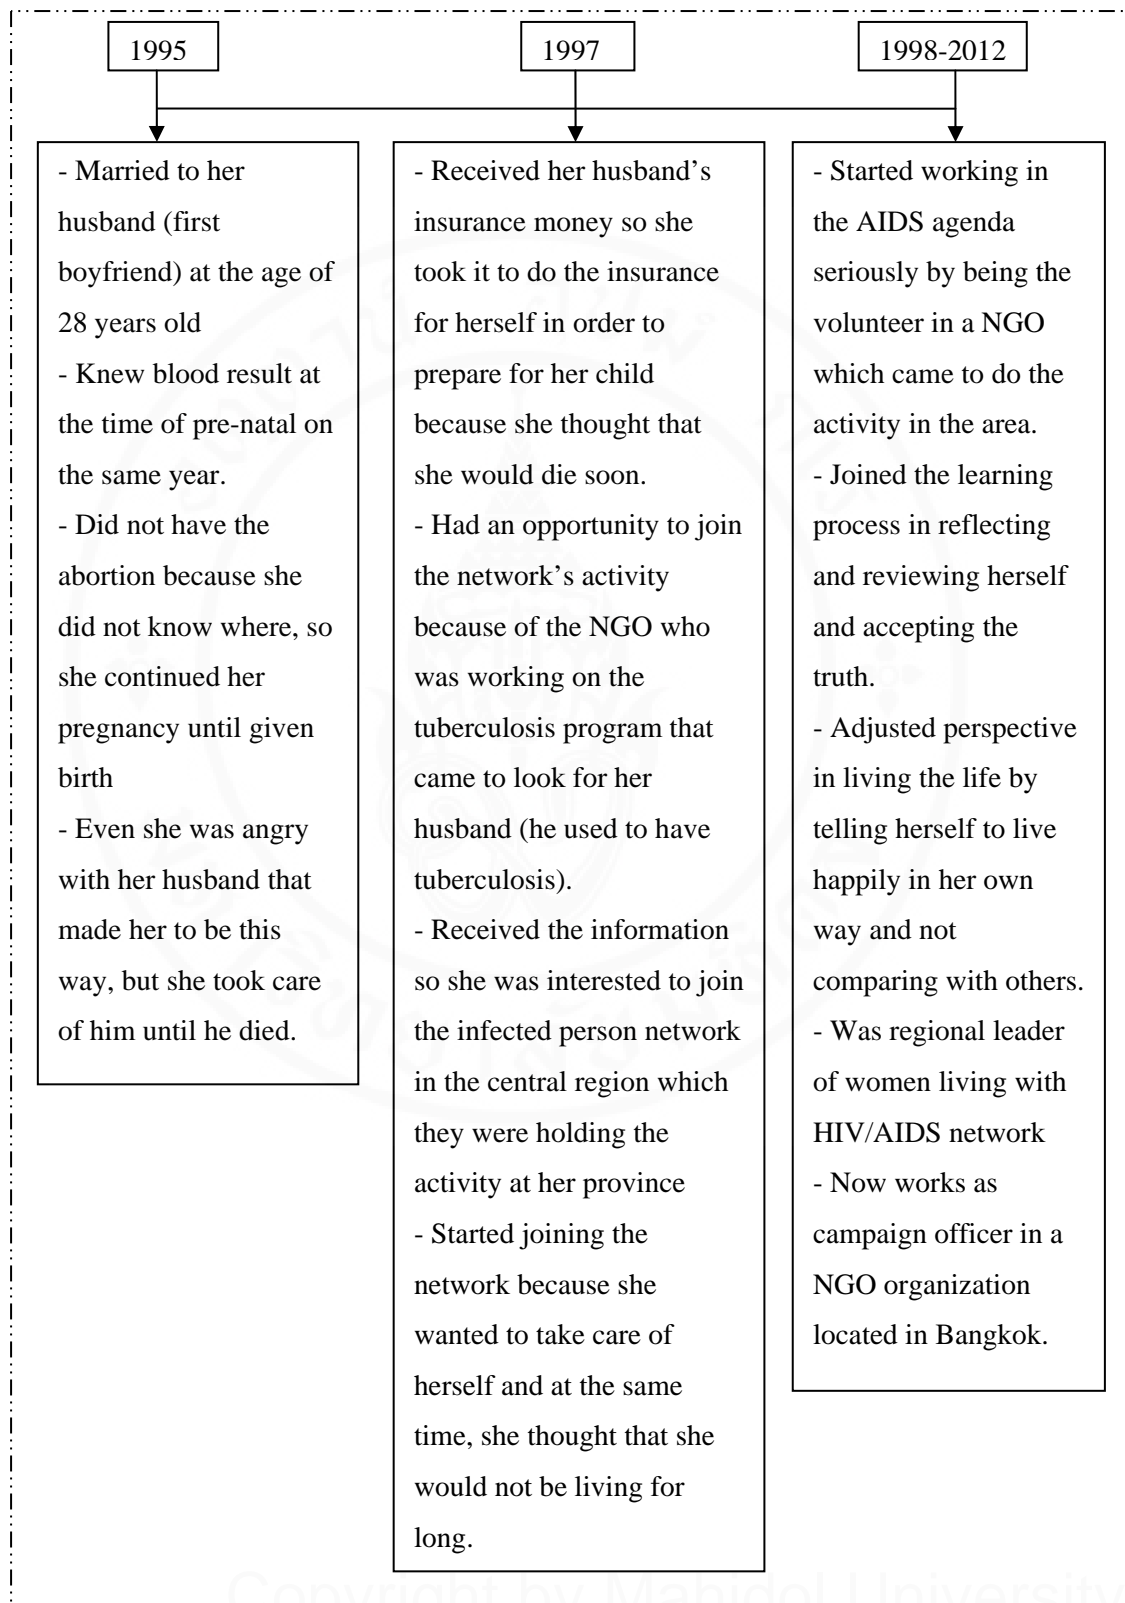 1995
1997
1998-2012
- Married to her
husband (first
boyfriend) at the age of
28 years old
- Knew blood result at
the time of pre-natal on
the same year.
- Did not have the
abortion because she
did not know where, so
she continued her
pregnancy until given
birth
- Even she was angry
with her husband that
made her to be this
way, but she took care
of him until he died.
- Received her husband’s
insurance money so she
took it to do the insurance
for herself in order to
prepare for her child
because she thought that
she would die soon.
- Had an opportunity to join
the network’s activity
because of the NGO who
was working on the
tuberculosis program that
came to look for her
husband (he used to have
tuberculosis).
- Received the information
so she was interested to join
the infected person network
in the central region which
they were holding the
activity at her province
- Started joining the
network because she
wanted to take care of
herself and at the same
time, she thought that she
would not be living for
long.
- Started working in
the AIDS agenda
seriously by being the
volunteer in a NGO
which came to do the
activity in the area.
- Joined the learning
process in reflecting
and reviewing herself
and accepting the
truth.
- Adjusted perspective
in living the life by
telling herself to live
happily in her own
way and not
comparing with others.
- Was regional leader
of women living with
HIV/AIDS network
- Now works as
campaign officer in a
NGO organization
located in Bangkok.
Copyright by Mahidol University